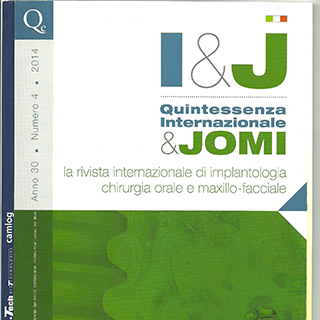 Qe
I&J
Quintessenza
Internazionale
&JOMI
la rivista internazionale di implantologia
chirurgia orale e maxillo-facciale
Anno 30 • Numero 4 • 2014
camlog
Tech